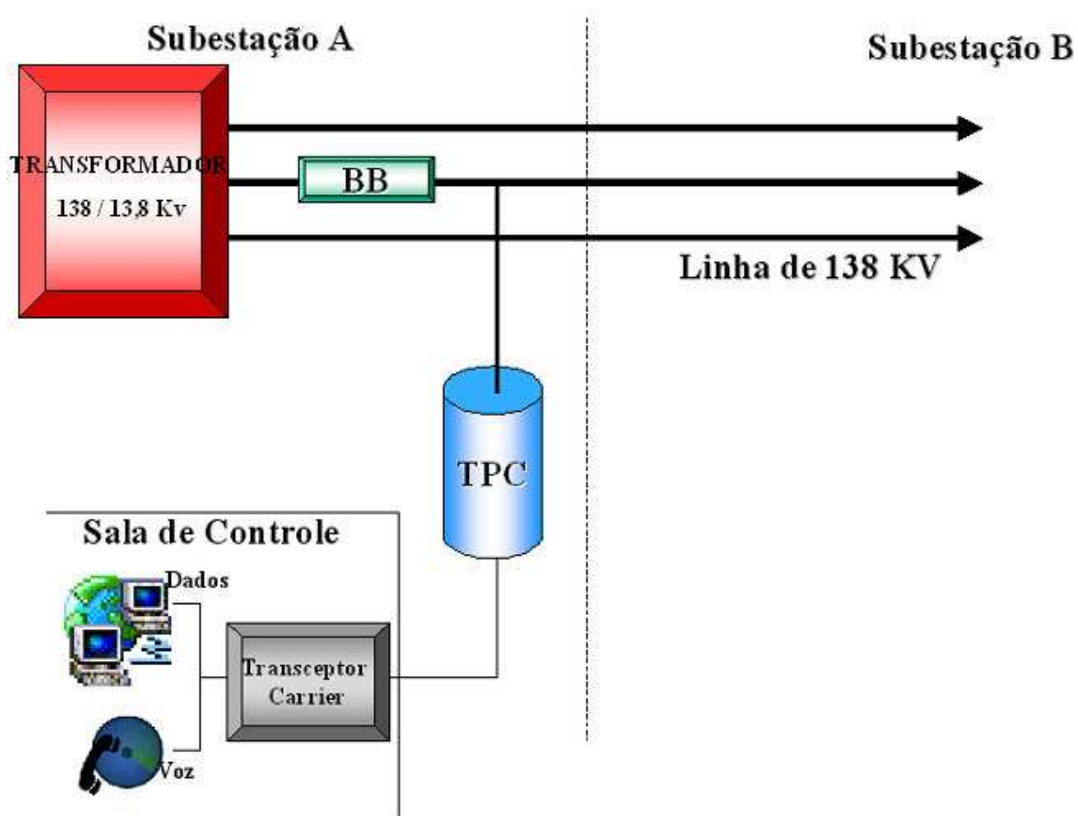 Subestação A
Subestação B
TRANSFORMADOR
138 / 13,8 Kv
BB
Linha de 138 KV
TPC
Sala de Controle
Dados
Transceptor
Carrier
Voz